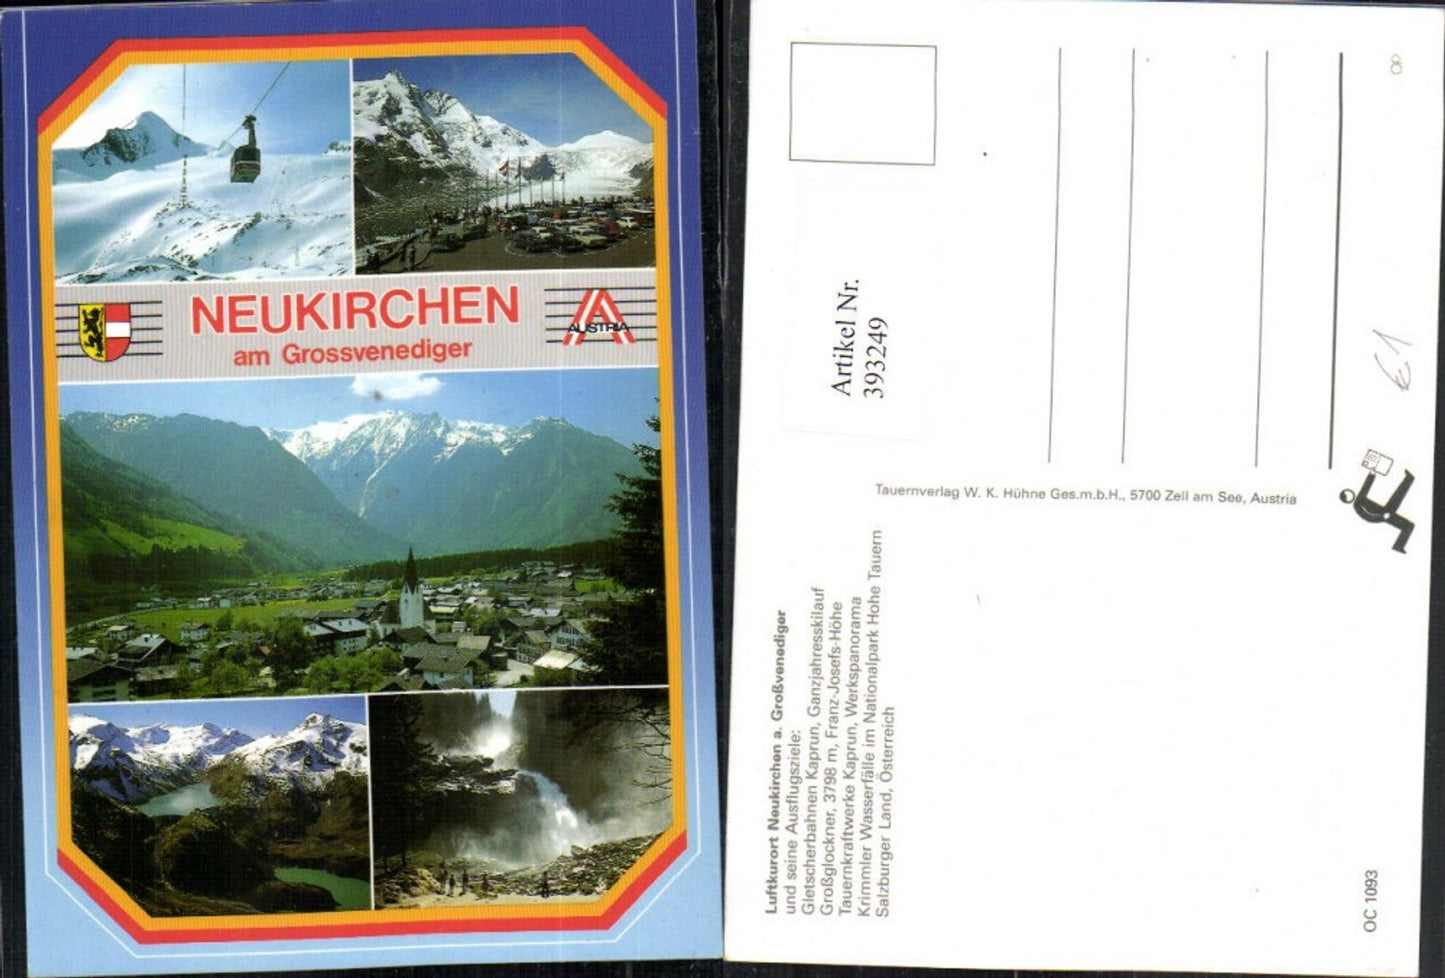 NEUKIRCHEN
am Grossvenediger
AUSTRIA
Artikel Nr.
393249
€1
Tauernverlag W. K. Hühne Ges.m.b.H., 5700 Zell am See, Austria
Luftkurort Neukirchen a. Großvenediger
und seine Ausflugsziele:
Gletscherbahnen Kaprun, Ganzjahresskilauf
Großglockner, 3798 m, Franz-Josefs-Höhe
Tauernkraftwerke Kaprun, Werkspanorama
Krimmler Wasserfälle im Nationalpark Hohe Tauern
Salzburger Land, Österreich
OC 1093